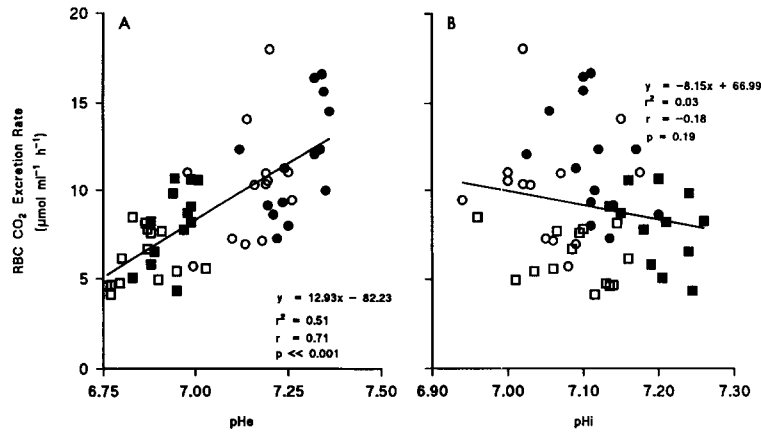 A
B
20
15
10
5
0
RBC CO₂ Excretion Rate
(μmol ml⁻¹ h⁻¹)
y = 12.93x − 82.23
r² = 0.51
r = 0.71
p << 0.001
y = −8.15x + 66.99
r² = 0.03
r = −0.18
p = 0.19
6.75 7.00 7.25 7.50
6.90 7.00 7.10 7.20 7.30
pHe
pHi